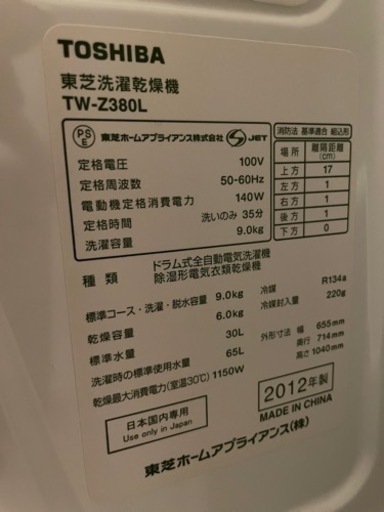 TOSHIBA
東芝洗濯乾燥機
TW-Z380L
PS
E
東芝ホームアプライアンス株式会社 S JET
定格電圧 100V
定格周波数 50-60Hz
電動機定格消費電力 140W
定格時間 洗いのみ 35分
洗濯容量 9.0kg
消防法 基準適合 組込形
場所 離隔距離(cm)
上方 17
左方 1
右方 1
後方 1
下方 0
種類 ドラム式全自動電気洗濯機
除湿形電気衣類乾燥機
標準コース・洗濯・脱水容量 9.0kg
乾燥容量 6.0kg
標準水量 30L
洗濯時の標準使用水量 65L
乾燥最大消費電力(室温30℃) 1150W
冷媒 R134a
冷媒封入量 220g
外形寸法 幅 655mm
奥行 714mm
高さ 1040mm
日本国内専用
Use only in Japan
2012年製
MADE IN CHINA
東芝ホームアプライアンス(株)